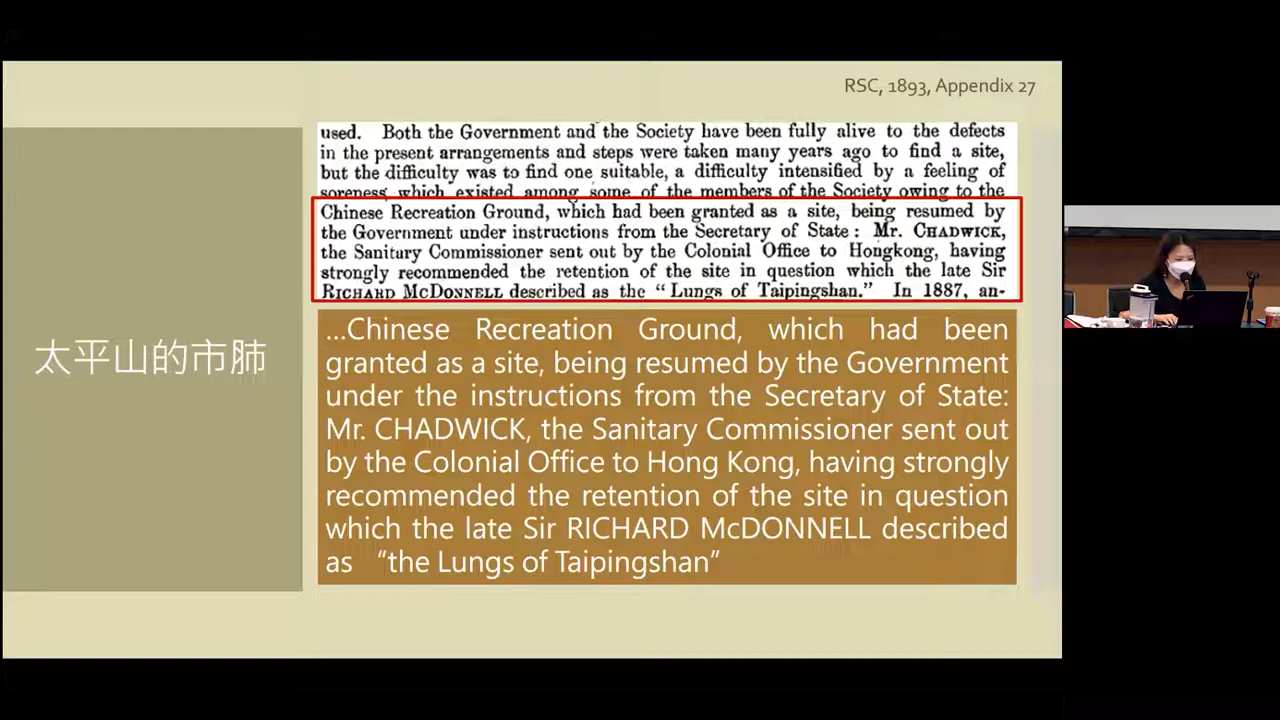 RSC, 1893, Appendix 27
used. Both the Government and the Society have been fully alive to the defects
in the present arrangements and steps were taken many years ago to find a site,
but the difficulty was to find one suitable, a difficulty intensified by a feeling of
soreness which existed among some of the members of the Society owing to the
Chinese Recreation Ground, which had been granted as a site, being resumed by
the Government under instructions from the Secretary of State: Mr. CHADWICK,
the Sanitary Commissioner sent out by the Colonial Office to Hongkong, having
strongly recommended the retention of the site in question which the late Sir
RICHARD MCDONNELL described as the “Lungs of Taipingshan.” In 1887, an-
太平山的市肺
...Chinese Recreation Ground, which had been
granted as a site, being resumed by the Government
under the instructions from the Secretary of State:
Mr. CHADWICK, the Sanitary Commissioner sent out
by the Colonial Office to Hong Kong, having strongly
recommended the retention of the site in question
which the late Sir RICHARD McDONNELL described
as “the Lungs of Taipingshan”